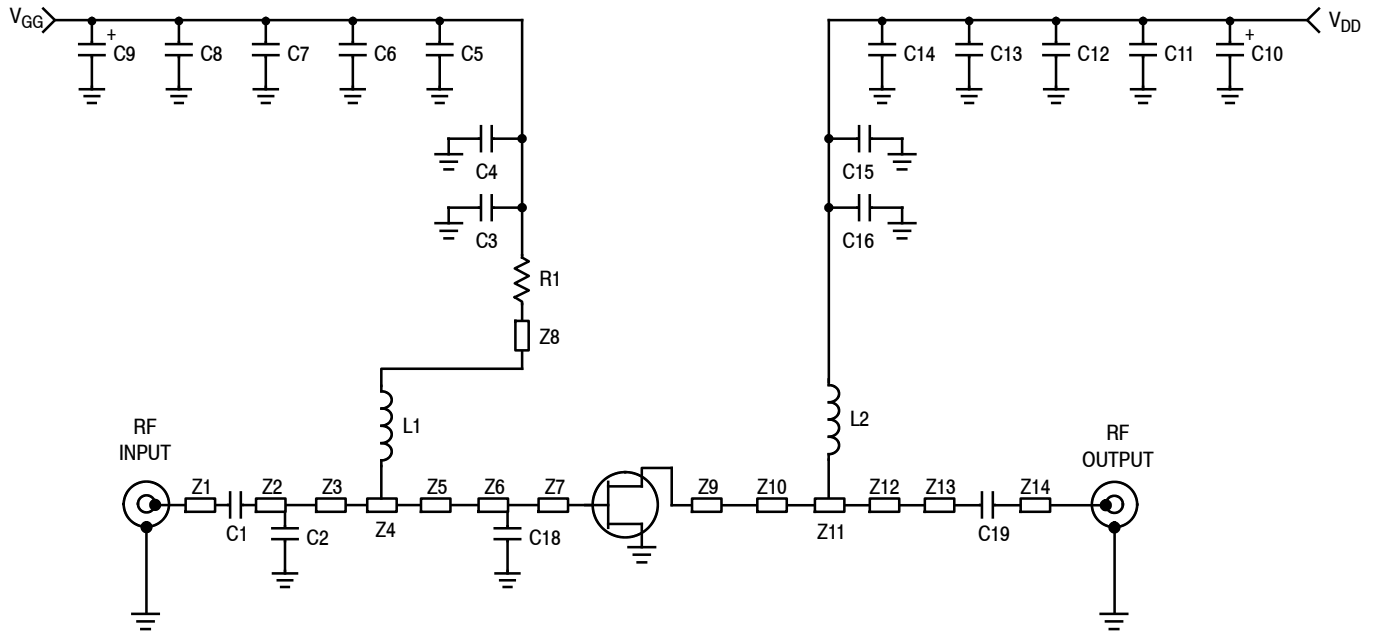 VGG
+
C9
C8
C7
C6
C5
C14
C13
C12
C11
+
C10
VDD
C4
C15
C3
C16
R1
Z8
L1
L2
RF
INPUT
RF
OUTPUT
Z1
C1
Z2
C2
Z3
Z4
Z5
Z6
C18
Z7
Z9
Z10
Z11
Z12
Z13
C19
Z14